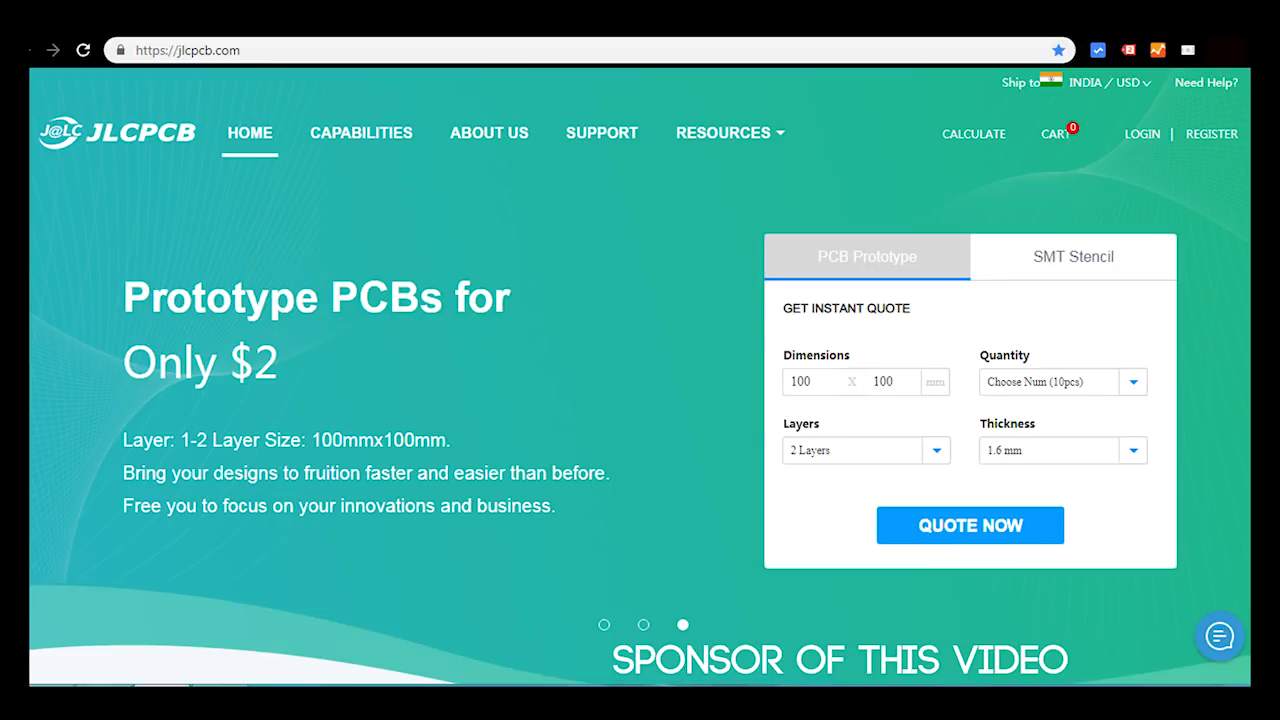 https://jlcpcb.com
Ship to INDIA / USD Need Help?
J@LC JLCPCB HOME CAPABILITIES ABOUT US SUPPORT RESOURCES CALCULATE CART 0 LOGIN | REGISTER
PCB Prototype SMT Stencil
Prototype PCBs for
Only $2
Layer: 1-2 Layer Size: 100mmx100mm.
Bring your designs to fruition faster and easier than before.
Free you to focus on your innovations and business.
GET INSTANT QUOTE
Dimensions Quantity
100 X 100 mm Choose Num (10pcs)
Layers Thickness
2 Layers 1.6 mm
QUOTE NOW
SPONSOR OF THIS VIDEO